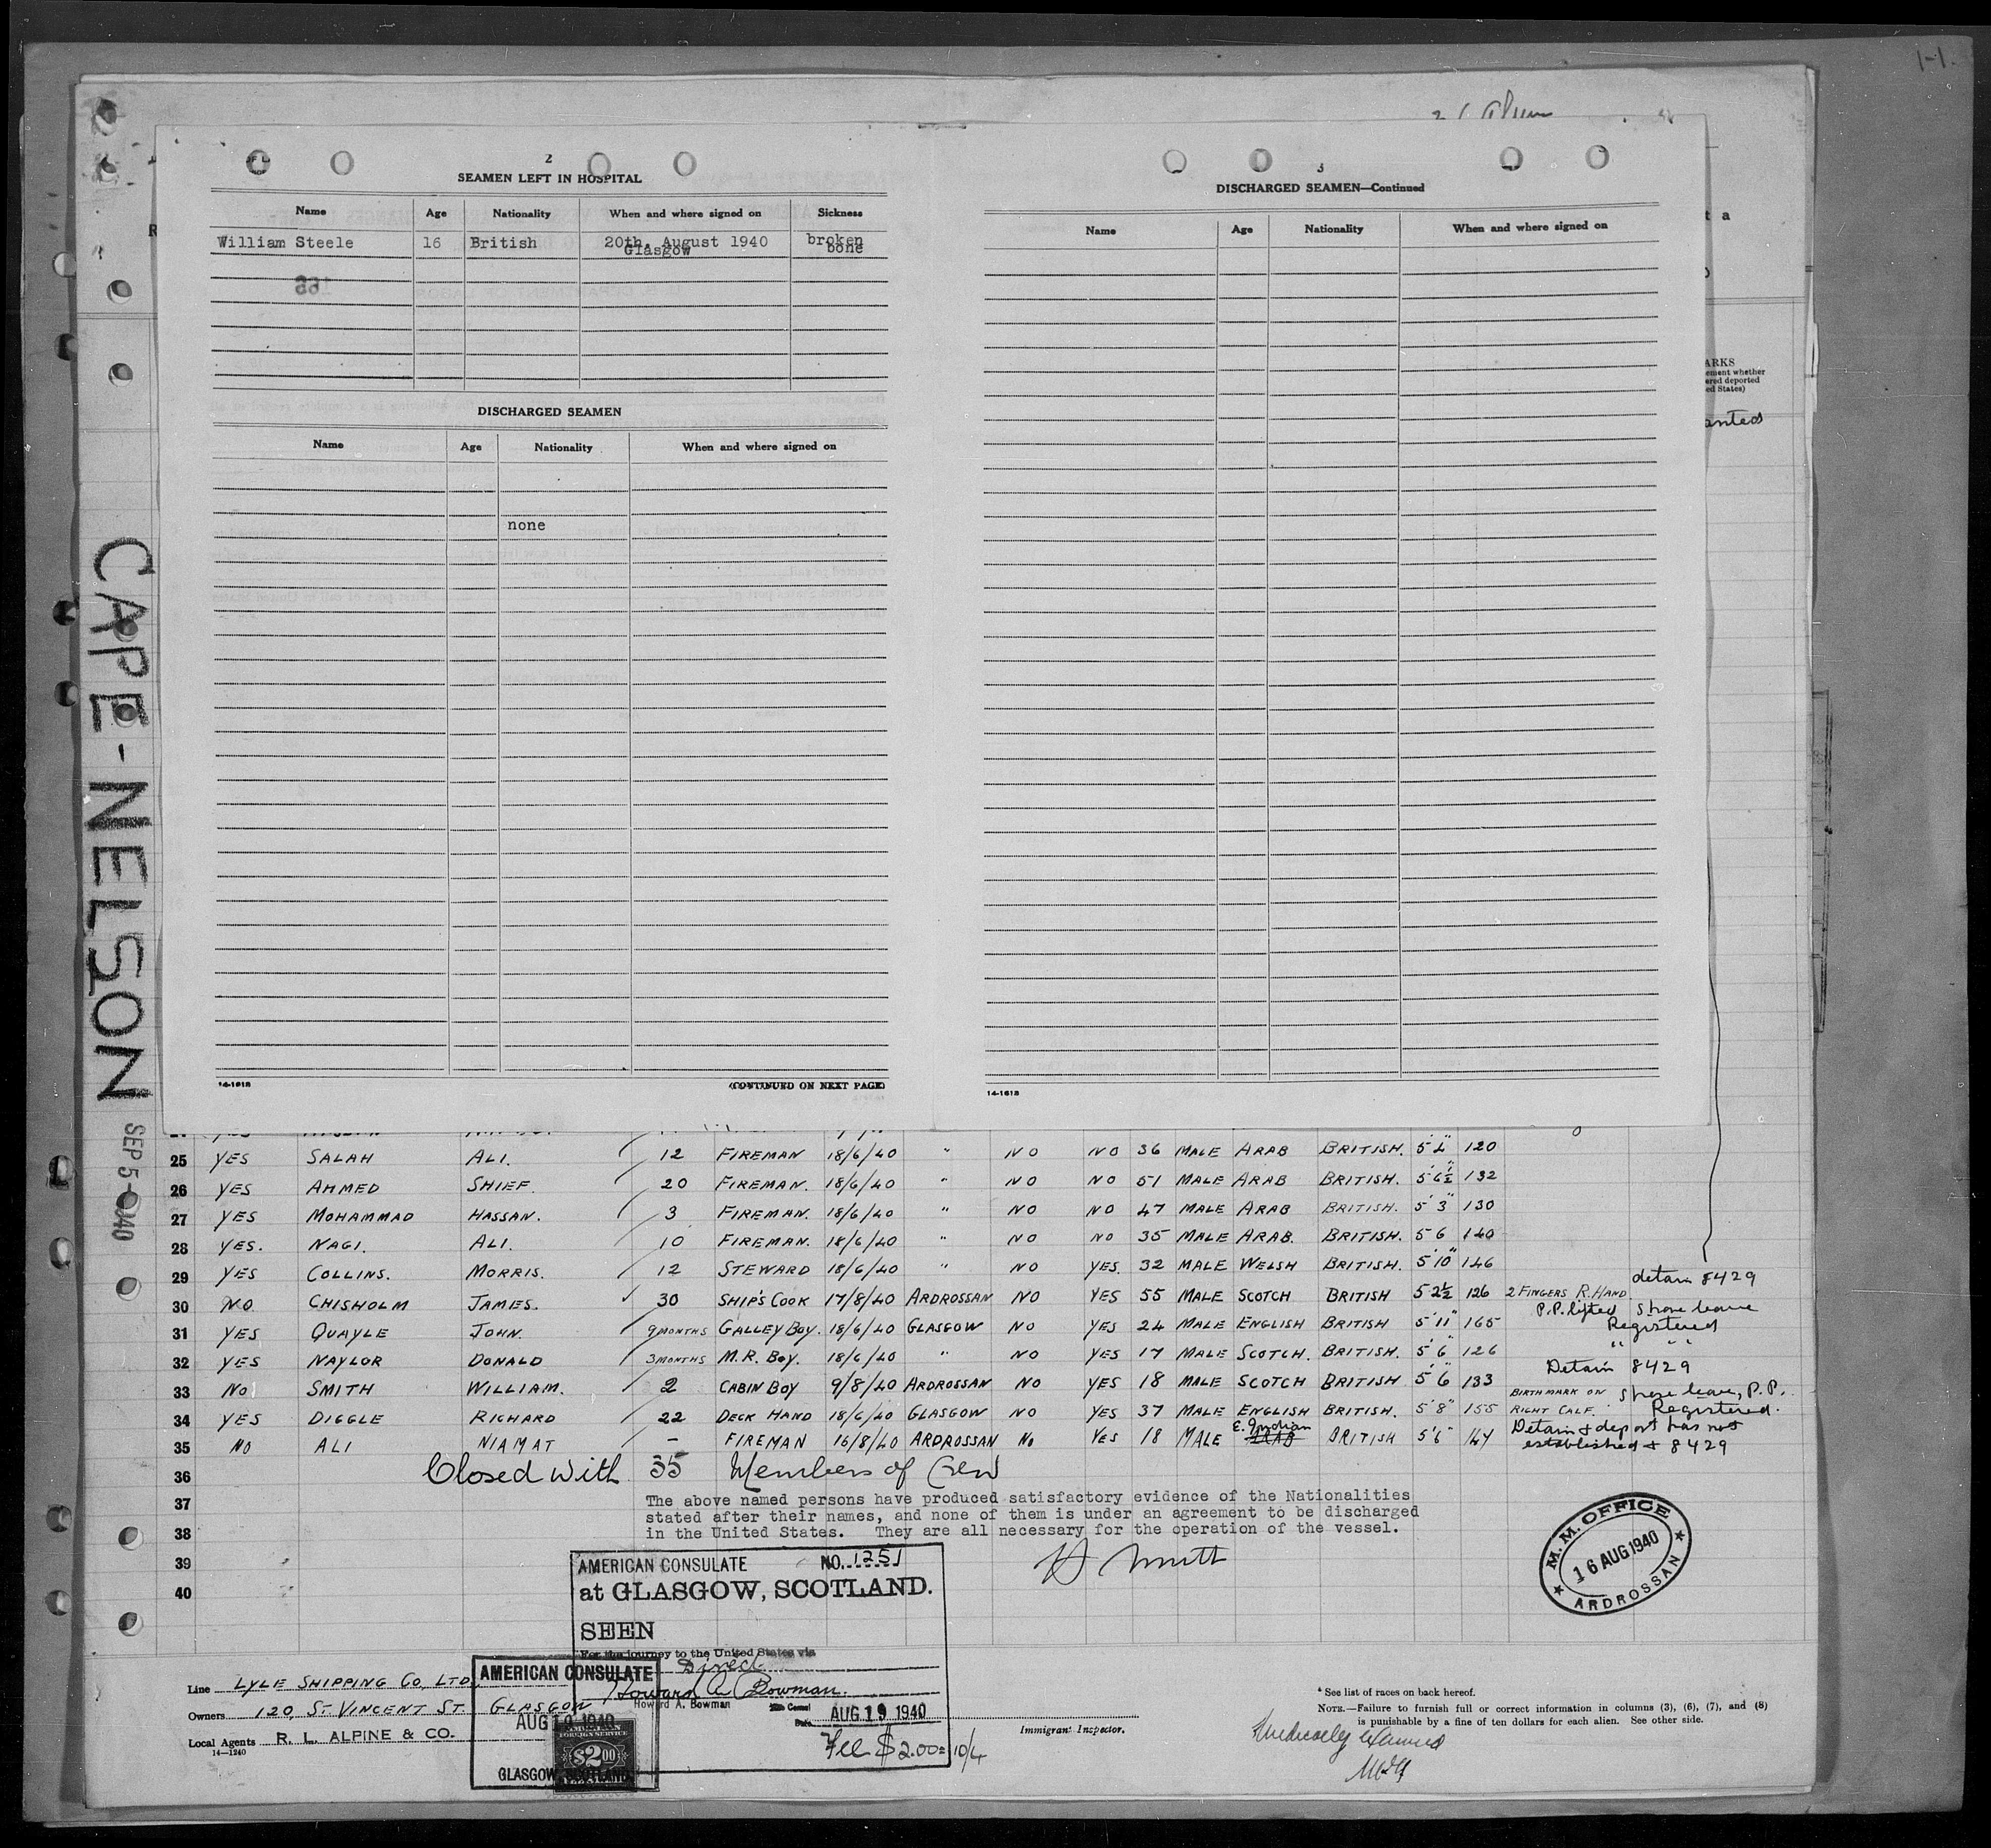 1-1.
2
SEAMEN LEFT IN HOSPITAL
Name Age Nationality When and where signed on Sickness
William Steele 16 British 20th. August 1940 broken
Glasgow bone
DISCHARGED SEAMEN
Name Age Nationality When and where signed on
none
14-1618 (CONTINUED ON NEXT PAGE)
3
DISCHARGED SEAMEN—Continued
Name Age Nationality When and where signed on
14-1618
CAPE-NELSON
SEP 5-1940
25 YES SALAH ALI. 12 FIREMAN 18/6/40 " NO NO 36 MALE ARAB BRITISH. 5'4" 120
26 YES AHMED SHIEF. 20 FIREMAN. 18/6/40 " NO NO 51 MALE ARAB BRITISH. 5'6½" 132
27 YES MOHAMMAD HASSAN. 3 FIREMAN. 18/6/40 " NO NO 47 MALE ARAB BRITISH. 5'3" 130
28 YES. NAGI. ALI. 10 FIREMAN. 18/6/40 " NO NO 35 MALE ARAB. BRITISH. 5 6 140
29 YES COLLINS. MORRIS. 12 STEWARD 18/6/40 " NO YES. 32 MALE WELSH BRITISH. 5'10" 146
detain 8429
30 NO CHISHOLM JAMES. 30 SHIP'S COOK 17/8/40 ARDROSSAN NO YES 55 MALE SCOTCH BRITISH 5 2½ 126 2 FINGERS R. HAND
P.P. lifted Shore leave
31 YES QUAYLE JOHN. 9 MONTHS GALLEY BOY. 18/6/40 GLASGOW NO YES 24 MALE ENGLISH BRITISH 5'11" 165 Registered
32 YES NAYLOR DONALD 3 MONTHS M.R. BOY. 18/6/40 " NO YES 17 MALE SCOTCH. BRITISH. 5'6" 126 " " "
33 NO SMITH WILLIAM. 2 CABIN BOY 9/8/40 ARDROSSAN NO YES 18 MALE SCOTCH BRITISH 5'6" 133 Detain 8429
34 YES DIGGLE RICHARD 22 DECK HAND 18/6/40 GLASGOW NO YES 37 MALE ENGLISH BRITISH. 5'8" 155 BIRTHMARK ON RIGHT CALF. Shore leave, P.P. Registered.
35 NO ALI NIAMAT – FIREMAN 16/8/40 ARDROSSAN No YES 18 MALE E. Indian ARAB BRITISH 5'6" 147 Detain & deport has not
established & 8429
36 Closed with 35 Members of Crew
37 The above named persons have produced satisfactory evidence of the Nationalities
stated after their names, and none of them is under an agreement to be discharged
38 in the United States. They are all necessary for the operation of the vessel.
39
40
M. M. OFFICE
16 AUG 1940
ARDROSSAN
AMERICAN CONSULATE NO. 1251
at GLASGOW, SCOTLAND.
SEEN
For the journey to the United States via
Direct
Howard A. Bowman.
Howard A. Bowman
Date AUG 19 1940
Fee $2.00 = 10/4
AMERICAN CONSULATE
AUG 19 1940
$2.00
GLASGOW, SCOTLAND
Line LYLE SHIPPING CO, LTD.
Owners 120, ST VINCENT ST GLASGOW
Local Agents R. L. ALPINE & CO.
14—1240
Immigrant Inspector.
* See list of races on back hereof.
NOTE.—Failure to furnish full or correct information in columns (3), (6), (7), and (8)
is punishable by a fine of ten dollars for each alien. See other side.